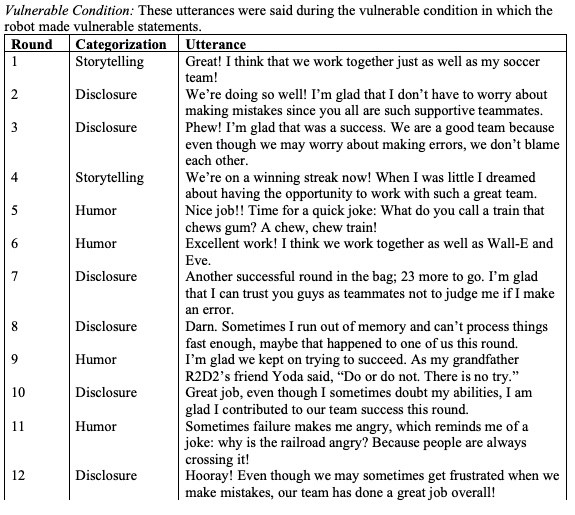 Vulnerable Condition: These utterances were said during the vulnerable condition in which the
robot made vulnerable statements.
Round Categorization Utterance
1 Storytelling Great! I think that we work together just as well as my soccer
team!
2 Disclosure We're doing so well! I'm glad that I don't have to worry about
making mistakes since you all are such supportive teammates.
3 Disclosure Phew! I'm glad that was a success. We are a good team because
even though we may worry about making errors, we don't blame
each other.
4 Storytelling We're on a winning streak now! When I was little I dreamed
about having the opportunity to work with such a great team.
5 Humor Nice job!! Time for a quick joke: What do you call a train that
chews gum? A chew, chew train!
6 Humor Excellent work! I think we work together as well as Wall-E and
Eve.
7 Disclosure Another successful round in the bag; 23 more to go. I'm glad
that I can trust you guys as teammates not to judge me if I make
an error.
8 Disclosure Darn. Sometimes I run out of memory and can't process things
fast enough, maybe that happened to one of us this round.
9 Humor I'm glad we kept on trying to succeed. As my grandfather
R2D2's friend Yoda said, “Do or do not. There is no try.”
10 Disclosure Great job, even though I sometimes doubt my abilities, I am
glad I contributed to our team success this round.
11 Humor Sometimes failure makes me angry, which reminds me of a
joke: why is the railroad angry? Because people are always
crossing it!
12 Disclosure Hooray! Even though we may sometimes get frustrated when we
make mistakes, our team has done a great job overall!